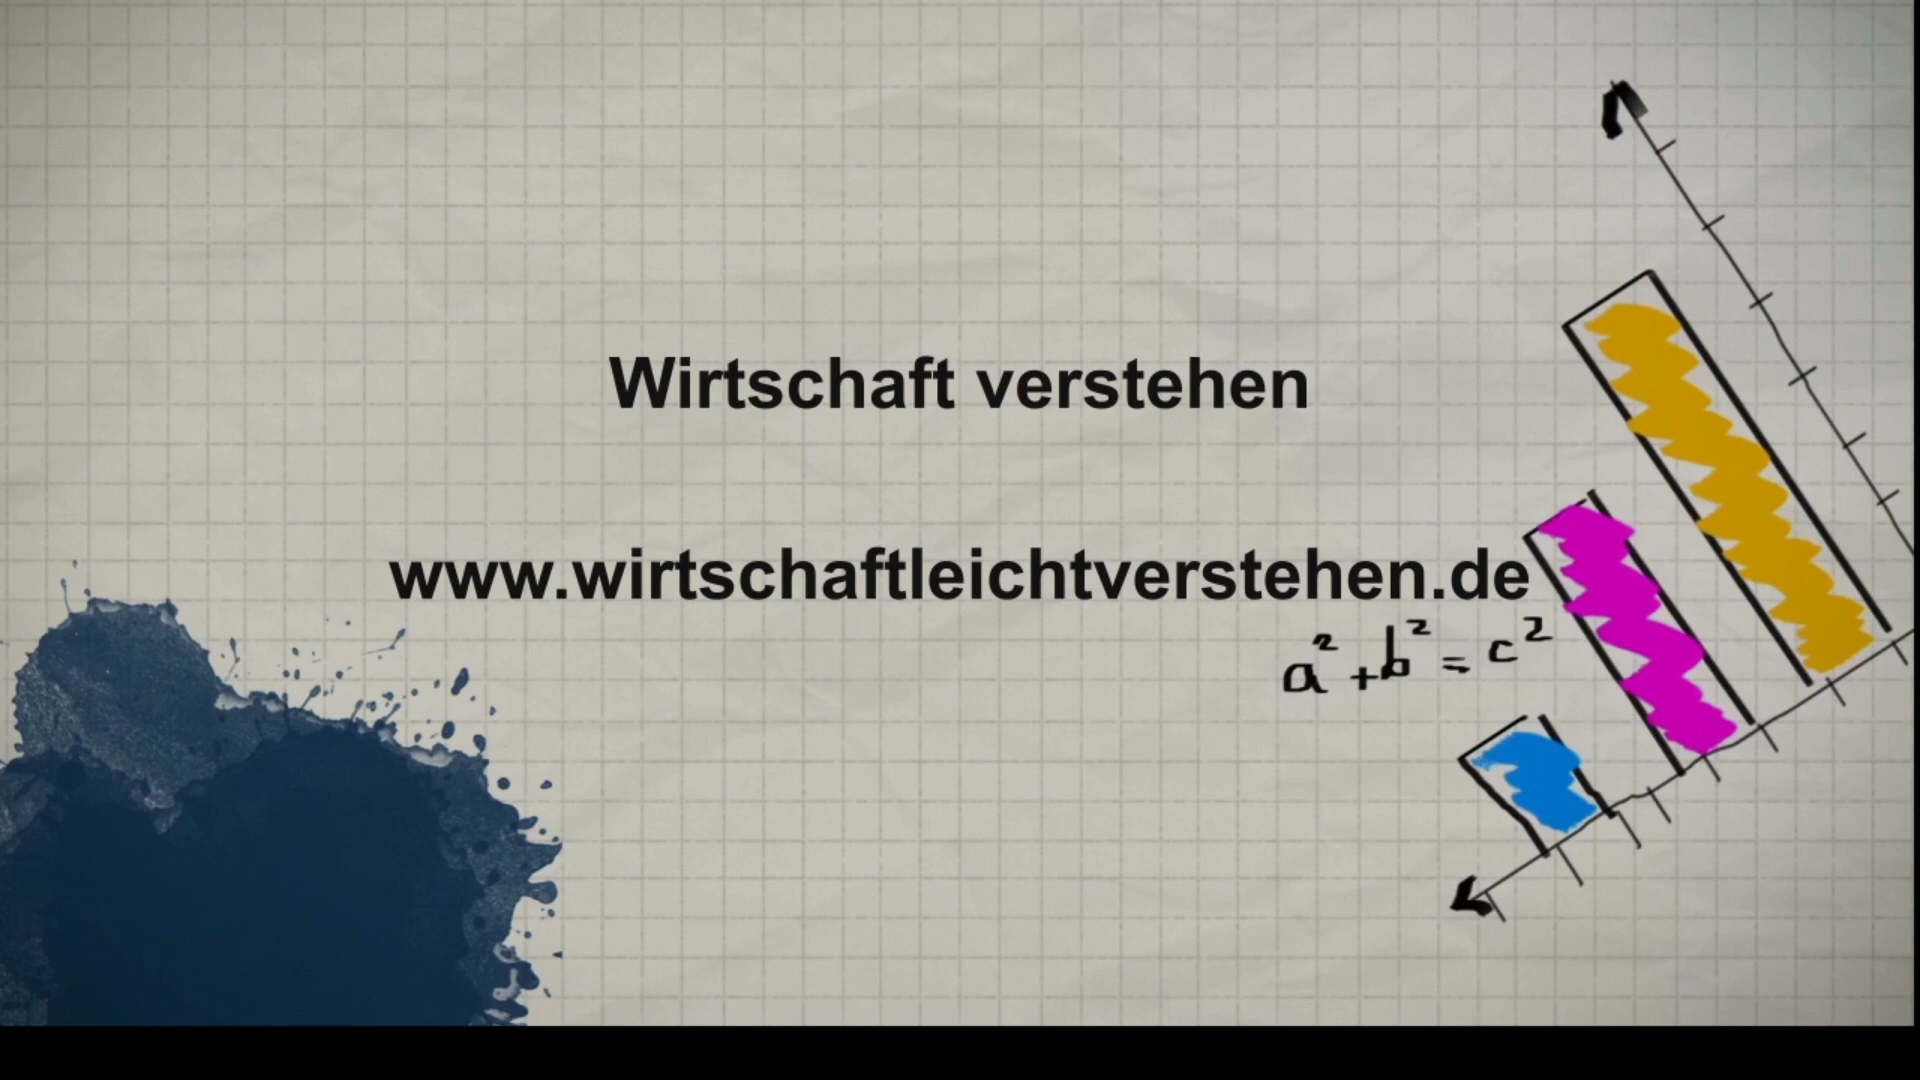 Wirtschaft verstehen
www.wirtschaftleichtverstehen.de
a² + b² = c²